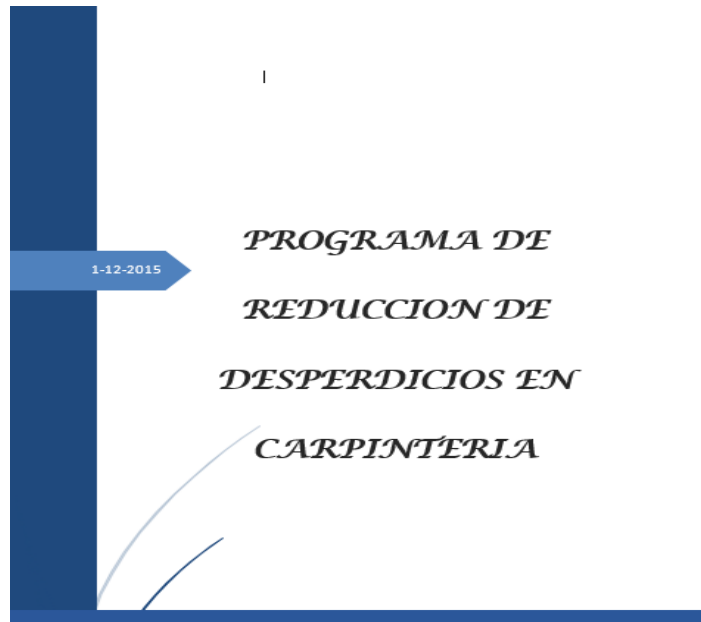 1-12-2015
PROGRAMA DE
REDUCCION DE
DESPERDICIOS EN
CARPINTERIA